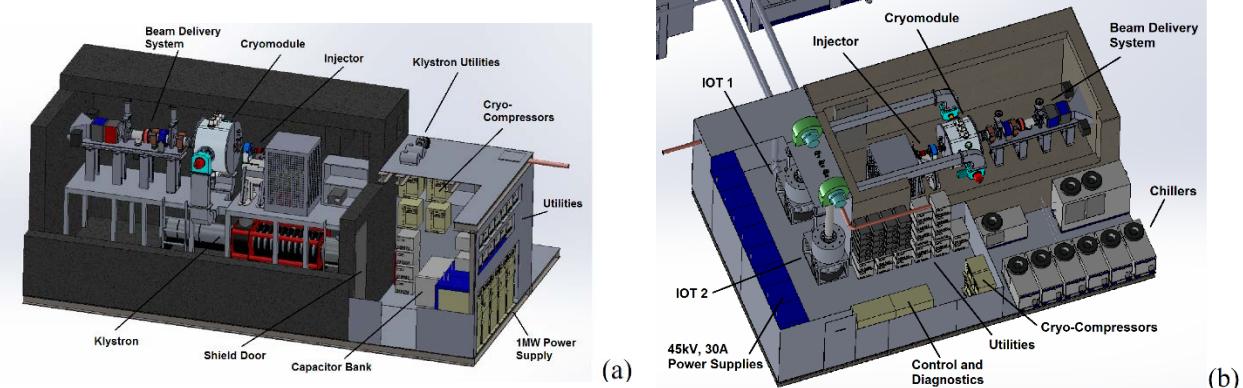 Beam Delivery
System
Cryomodule
Injector
Klystron Utilities
Cryo-
Compressors
Utilities
Klystron
Shield Door
Capacitor Bank
1MW Power
Supply
(a)
Cryomodule
Injector
Beam Delivery
System
IOT 1
Chillers
IOT 2
45kV, 30A
Power Supplies
Control and
Diagnostics
Utilities
Cryo-Compressors
(b)